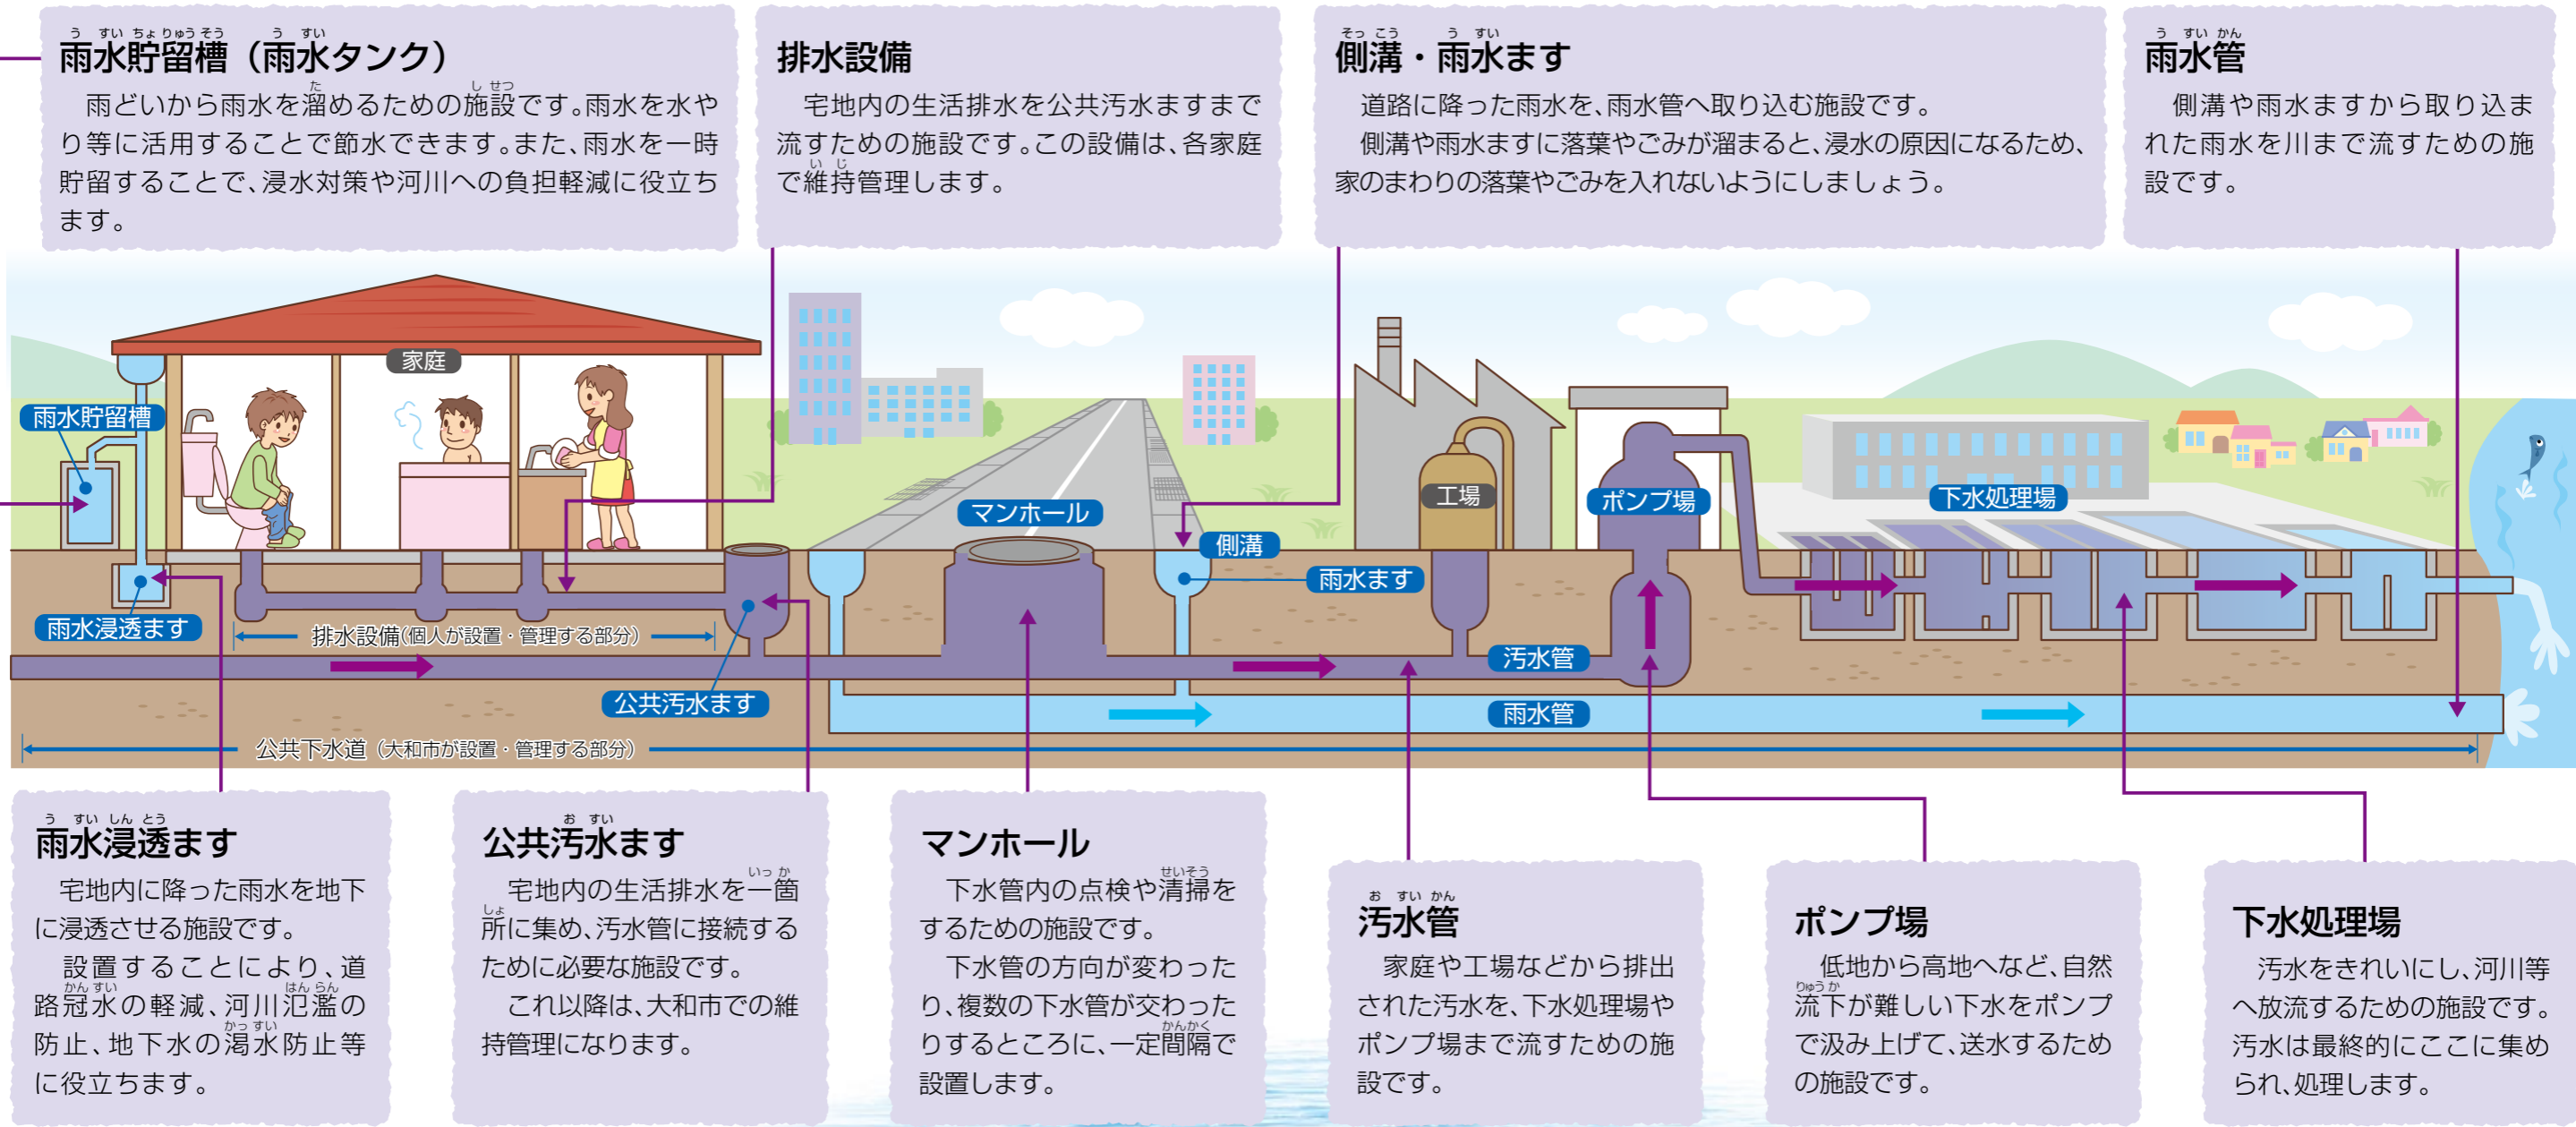 雨水貯留槽（雨水タンク）
雨どいから雨水を溜めるための施設です。雨水を水や
り等に活用することで節水できます。また、雨水を一時
貯留することで、浸水対策や河川への負担軽減に役立ち
ます。
排水設備
宅地内の生活排水を公共汚水ますまで
流すための施設です。この設備は、各家庭
で維持管理します。
側溝・雨水ます
道路に降った雨水を、雨水管へ取り込む施設です。
側溝や雨水ますに落葉やごみが溜まると、浸水の原因になるため、
家のまわりの落葉やごみを入れないようにしましょう。
雨水管
側溝や雨水ますから取り込ま
れた雨水を川まで流すための施
設です。
家庭
雨水貯留槽
雨水浸透ます
排水設備（個人が設置・管理する部分）
公共汚水ます
マンホール
側溝
雨水ます
工場
ポンプ場
下水処理場
汚水管
雨水管
公共下水道（大和市が設置・管理する部分）
雨水浸透ます
宅地内に降った雨水を地下
に浸透させる施設です。
設置することにより、道
路冠水の軽減、河川氾濫の
防止、地下水の渇水防止等
に役立ちます。
公共汚水ます
宅地内の生活排水を一箇
所に集め、汚水管に接続する
ために必要な施設です。
これ以降は、大和市での維
持管理になります。
マンホール
下水管内の点検や清掃を
するための施設です。
下水管の方向が変わった
り、複数の下水管が交わった
りするところに、一定間隔で
設置します。
汚水管
家庭や工場などから排出
された汚水を、下水処理場や
ポンプ場まで流すための施
設です。
ポンプ場
低地から高地へなど、自然
流下が難しい下水をポンプ
で汲み上げて、送水するため
の施設です。
下水処理場
汚水をきれいにし、河川等
へ放流するための施設です。
汚水は最終的にここに集め
られ、処理します。